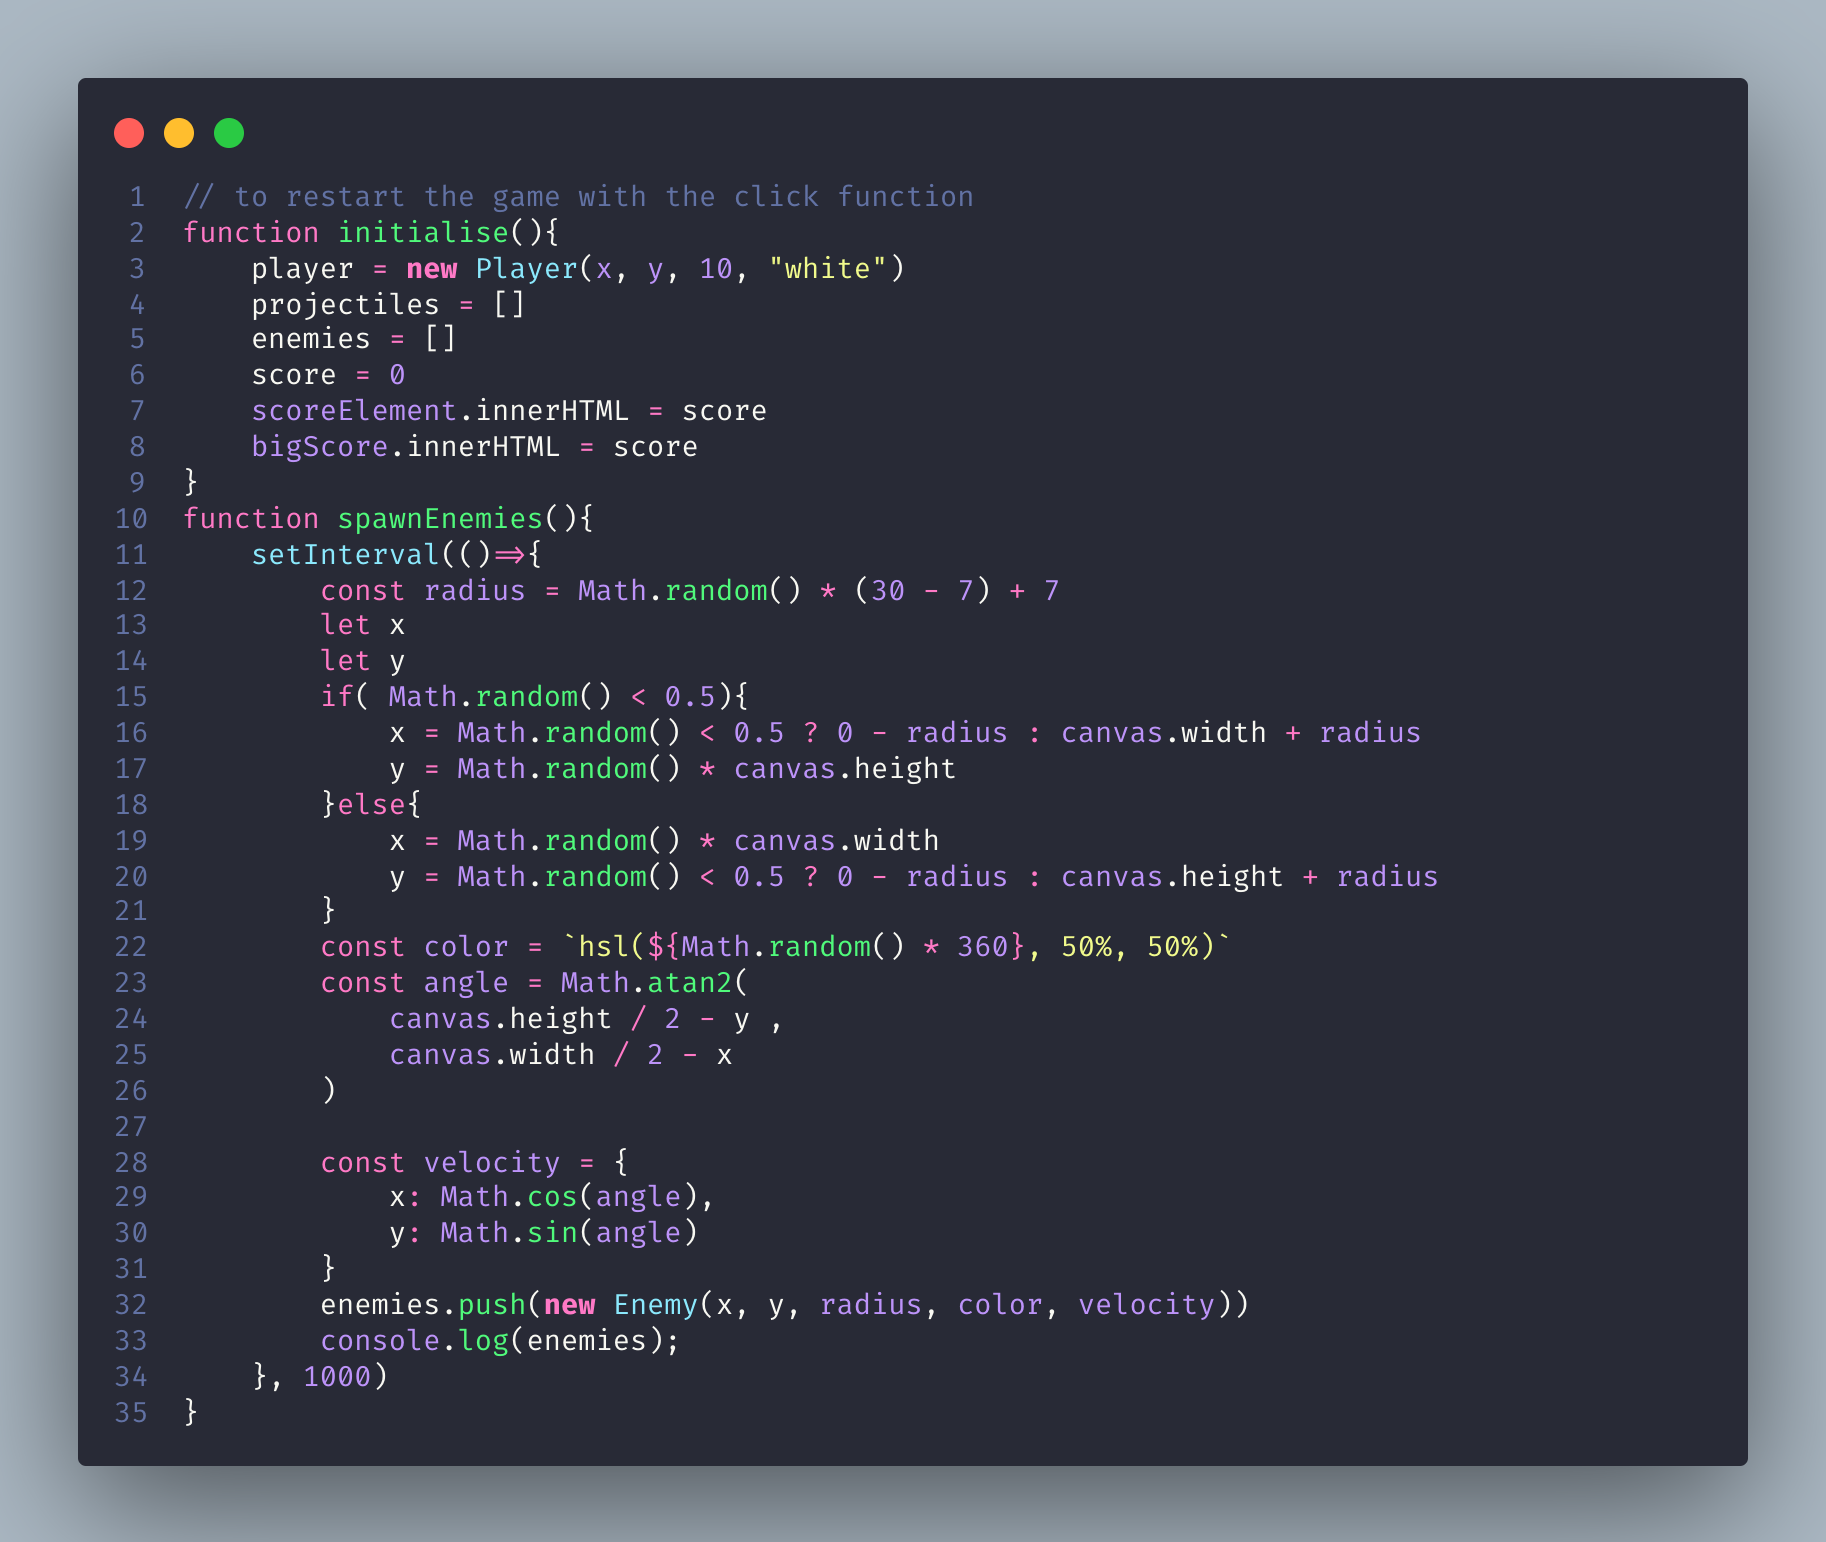 1 // to restart the game with the click function
2 function initialise(){
3     player = new Player(x, y, 10, "white")
4     projectiles = []
5     enemies = []
6     score = 0
7     scoreElement.innerHTML = score
8     bigScore.innerHTML = score
9 }
10 function spawnEnemies(){
11     setInterval(()=>{
12         const radius = Math.random() * (30 - 7) + 7
13         let x
14         let y
15         if( Math.random() < 0.5){
16             x = Math.random() < 0.5 ? 0 - radius : canvas.width + radius
17             y = Math.random() * canvas.height
18         }else{
19             x = Math.random() * canvas.width
20             y = Math.random() < 0.5 ? 0 - radius : canvas.height + radius
21         }
22         const color = `hsl(${Math.random() * 360}, 50%, 50%)`
23         const angle = Math.atan2(
24             canvas.height / 2 - y ,
25             canvas.width / 2 - x
26         )
27
28         const velocity = {
29             x: Math.cos(angle),
30             y: Math.sin(angle)
31         }
32         enemies.push(new Enemy(x, y, radius, color, velocity))
33         console.log(enemies);
34     }, 1000)
35 }